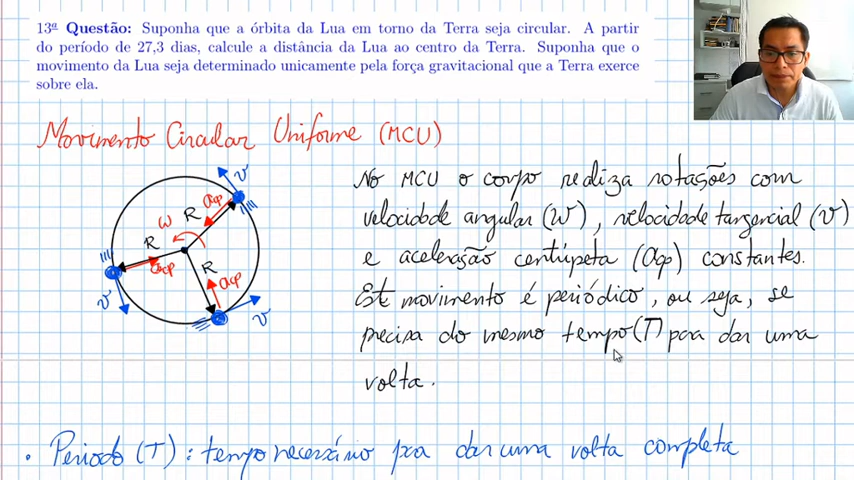 13ª Questão: Suponha que a órbita da Lua em torno da Terra seja circular. A partir
do período de 27,3 dias, calcule a distância da Lua ao centro da Terra. Suponha que o
movimento da Lua seja determinado unicamente pela força gravitacional que a Terra exerce
sobre ela.
Movimento Circular Uniforme (MCU)
v
acp
R
ω
R
acp
R
acp
v
v
No MCU o corpo realiza rotações com
velocidade angular (ω), velocidade tangencial (v)
e aceleração centrípeta (acp) constantes.
Este movimento é periódico, ou seja, se
precisa do mesmo tempo (T) para dar uma
volta.
• Periodo (T) : tempo necessário pra dar uma volta completa